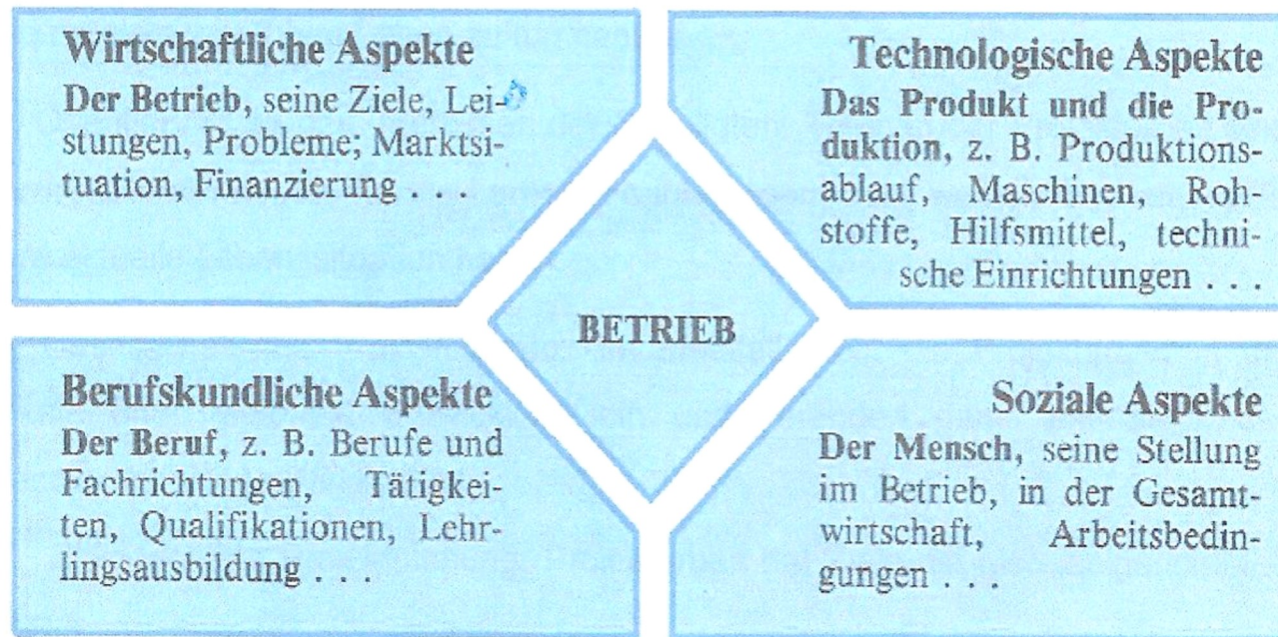 Wirtschaftliche Aspekte
Der Betrieb, seine Ziele, Lei-
stungen, Probleme; Marktsi-
tuation, Finanzierung . . .
Technologische Aspekte
Das Produkt und die Pro-
duktion, z. B. Produktions-
ablauf, Maschinen, Roh-
stoffe, Hilfsmittel, techni-
sche Einrichtungen . . .
BETRIEB
Berufskundliche Aspekte
Der Beruf, z. B. Berufe und
Fachrichtungen, Tätigkei-
ten, Qualifikationen, Lehr-
lingsausbildung . . .
Soziale Aspekte
Der Mensch, seine Stellung
im Betrieb, in der Gesamt-
wirtschaft, Arbeitsbedin-
gungen . . .